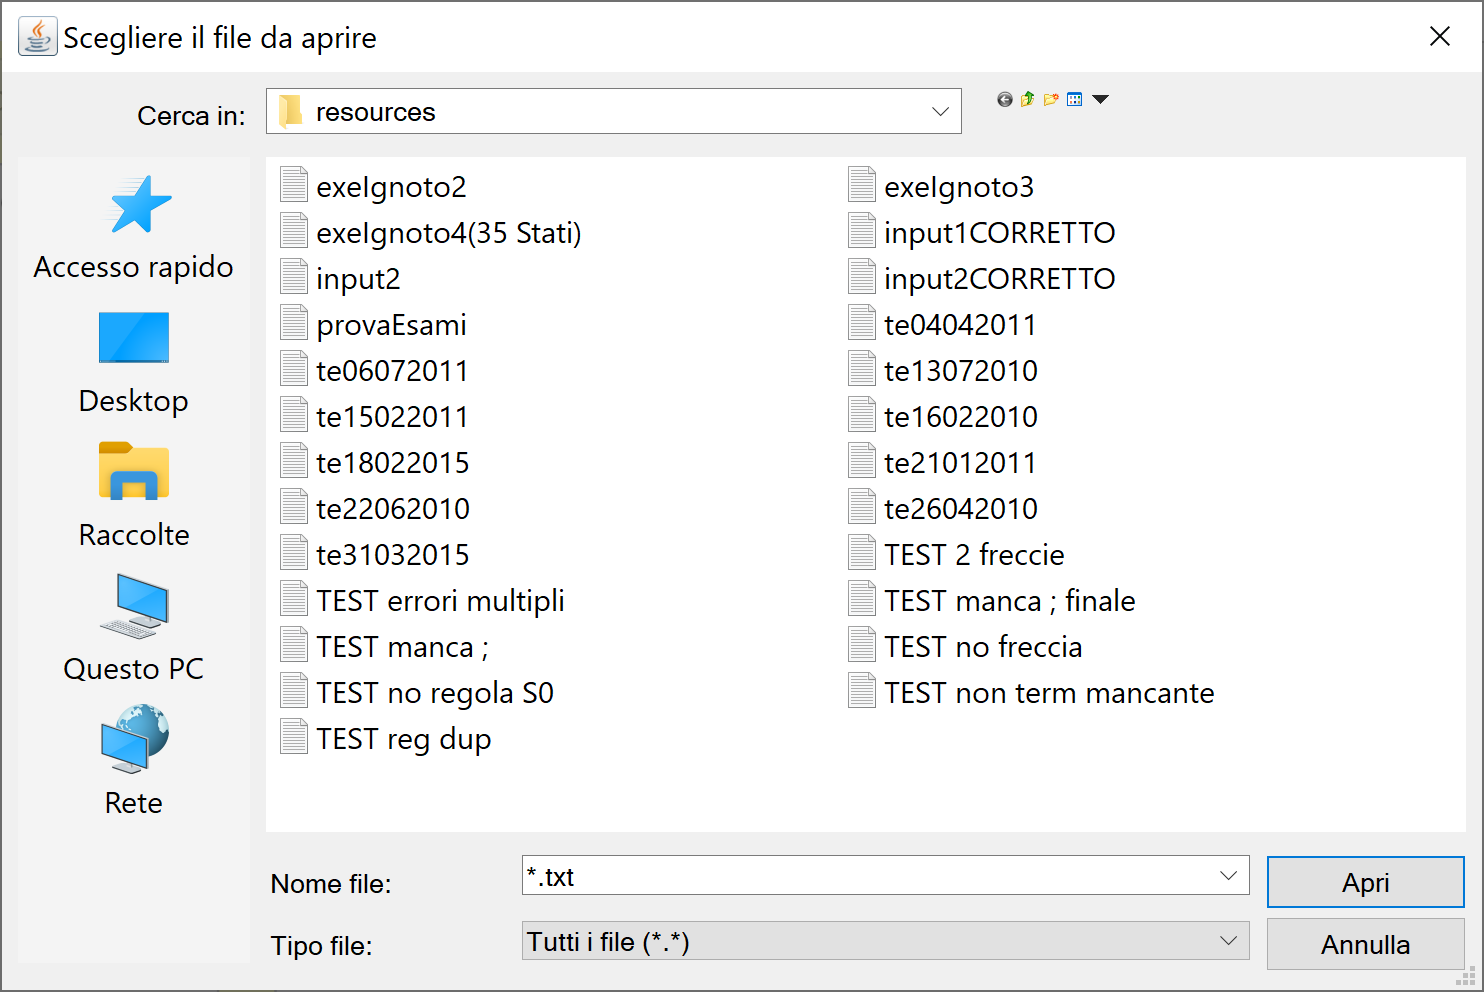 Scegliere il file da aprire
Cerca in: resources
Accesso rapido
Desktop
Raccolte
Questo PC
Rete
exeIgnoto2 exeIgnoto3
exeIgnoto4(35 Stati) input1CORRETTO
input2 input2CORRETTO
provaEsami te04042011
te06072011 te13072010
te15022011 te16022010
te18022015 te21012011
te22062010 te26042010
te31032015 TEST 2 freccie
TEST errori multipli TEST manca ; finale
TEST manca ; TEST no freccia
TEST no regola S0 TEST non term mancante
TEST reg dup
Nome file: *.txt Apri
Tipo file: Tutti i file (*.*) Annulla